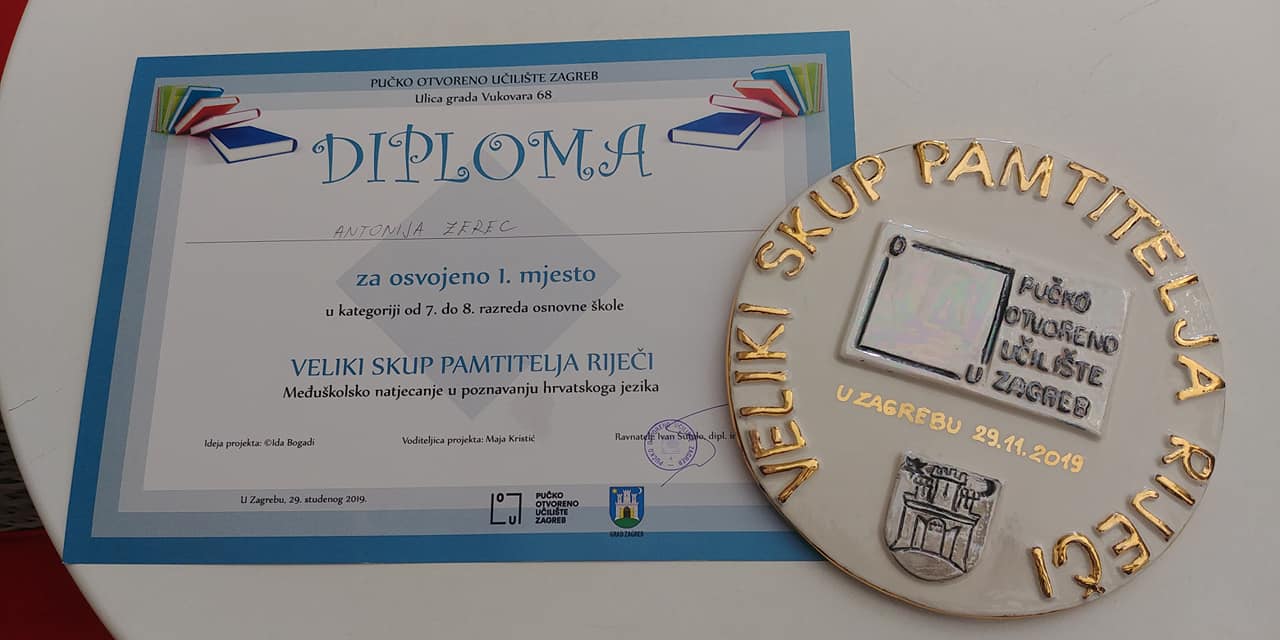 PUČKO OTVORENO UČILIŠTE ZAGREB
Ulica grada Vukovara 68
DIPLOMA
ANTONIJA ZEREC
za osvojeno 1. mjesto
u kategoriji od 7. do 8. razreda osnovne škole
VELIKI SKUP PAMTITELJA RIJEČI
Međuškolsko natjecanje u poznavanju hrvatskoga jezika
Ideja projekta: ©Ida Bogadi
Voditeljica projekta: Maja Kristić
Ravnatelj: Ivan dipl.
U Zagrebu, 29. studenog 2019.
PUČKO
OTVORENO
UČILIŠTE
ZAGREB
GRAD ZAGREB
VELIKI SKUP PAMTITELJA RIJEČI
O
U
PUČKO
OTVORENO
UČILIŠTE
ZAGREB
U ZAGREBU 29.11.2019